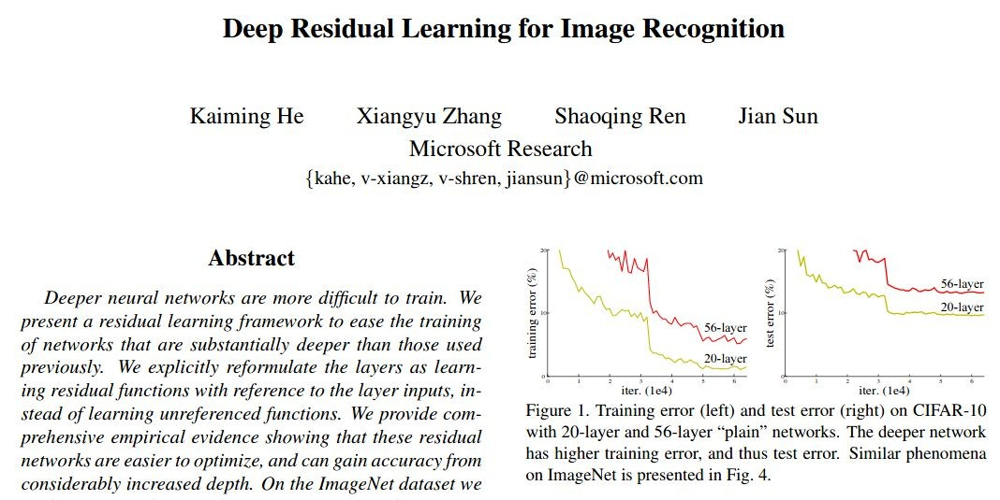 Deep Residual Learning for Image Recognition
Kaiming He Xiangyu Zhang Shaoqing Ren Jian Sun
Microsoft Research
{kahe, v-xiangz, v-shren, jiansun}@microsoft.com
Abstract
Deeper neural networks are more difficult to train. We
present a residual learning framework to ease the training
of networks that are substantially deeper than those used
previously. We explicitly reformulate the layers as learn-
ing residual functions with reference to the layer inputs, in-
stead of learning unreferenced functions. We provide com-
prehensive empirical evidence showing that these residual
networks are easier to optimize, and can gain accuracy from
considerably increased depth. On the ImageNet dataset we
20
10
0
training error (%)
56-layer
20-layer
0 1 2 3 4 5 6
iter. (1e4)
20
10
0
test error (%)
56-layer
20-layer
0 1 2 3 4 5 6
iter. (1e4)
Figure 1. Training error (left) and test error (right) on CIFAR-10
with 20-layer and 56-layer “plain” networks. The deeper network
has higher training error, and thus test error. Similar phenomena
on ImageNet is presented in Fig. 4.